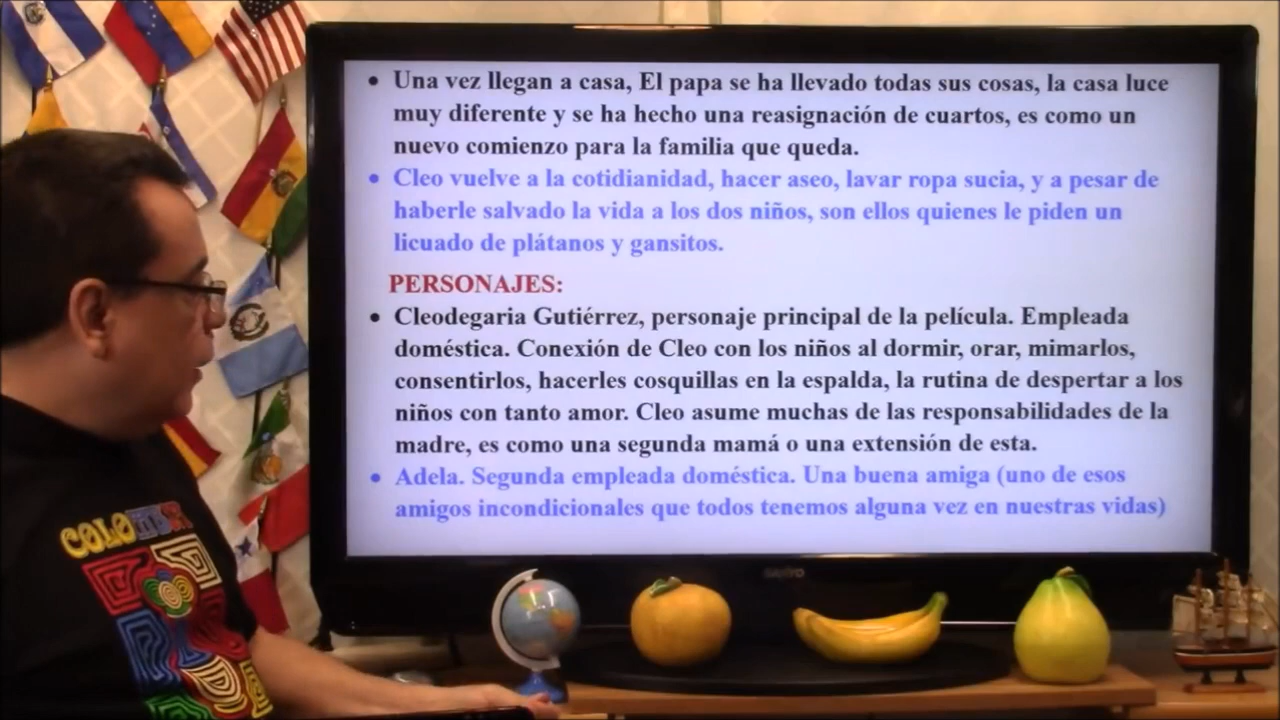 • Una vez llegan a casa, El papa se ha llevado todas sus cosas, la casa luce
muy diferente y se ha hecho una reasignación de cuartos, es como un
nuevo comienzo para la familia que queda.
• Cleo vuelve a la cotidianidad, hacer aseo, lavar ropa sucia, y a pesar de
haberle salvado la vida a los dos niños, son ellos quienes le piden un
licuado de plátanos y gansitos.
PERSONAJES:
• Cleodegaria Gutiérrez, personaje principal de la película. Empleada
doméstica. Conexión de Cleo con los niños al dormir, orar, mimarlos,
consentirlos, hacerles cosquillas en la espalda, la rutina de despertar a los
niños con tanto amor. Cleo asume muchas de las responsabilidades de la
madre, es como una segunda mamá o una extensión de esta.
• Adela. Segunda empleada doméstica. Una buena amiga (uno de esos
amigos incondicionales que todos tenemos alguna vez en nuestras vidas)
SANYO